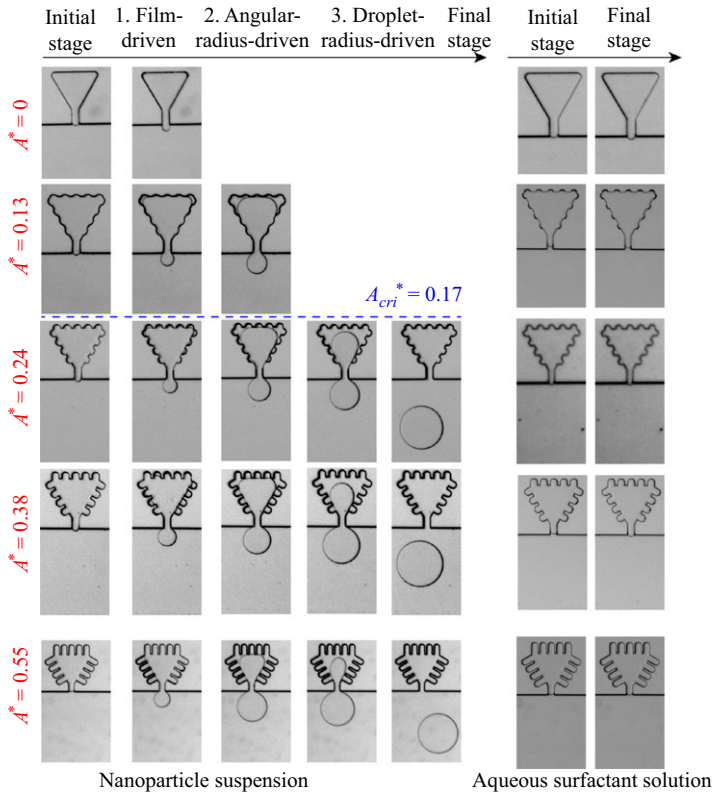 Initial stage
1. Film-driven
2. Angular-radius-driven
3. Droplet-radius-driven
Final stage
Initial stage
Final stage
A* = 0
A* = 0.13
A_cri* = 0.17
A* = 0.24
A* = 0.38
A* = 0.55
Nanoparticle suspension
Aqueous surfactant solution